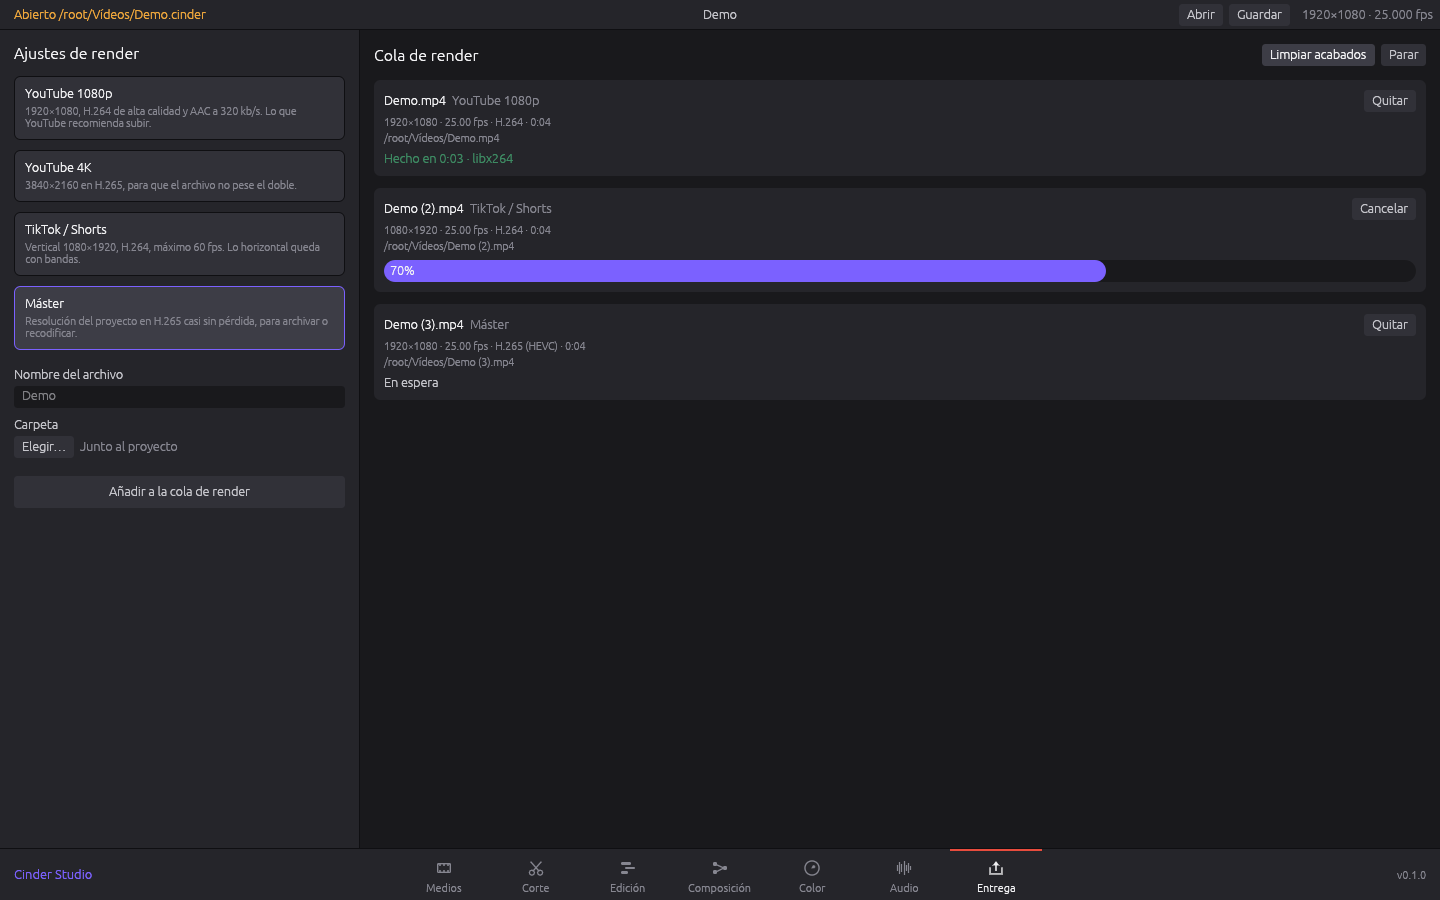 Abierto /root/Vídeos/Demo.cinder
Demo
Abrir
Guardar
1920×1080 · 25.000 fps
Ajustes de render
YouTube 1080p
1920×1080, H.264 de alta calidad y AAC a 320 kb/s. Lo que
YouTube recomienda subir.
YouTube 4K
3840×2160 en H.265, para que el archivo no pese el doble.
TikTok / Shorts
Vertical 1080×1920, H.264, máximo 60 fps. Lo horizontal queda
con bandas.
Máster
Resolución del proyecto en H.265 casi sin pérdida, para archivar o
recodificar.
Nombre del archivo
Demo
Carpeta
Elegir… Junto al proyecto
Añadir a la cola de render
Cola de render
Limpiar acabados
Parar
Demo.mp4 YouTube 1080p
Quitar
1920×1080 · 25.00 fps · H.264 · 0:04
/root/Vídeos/Demo.mp4
Hecho en 0:03 · libx264
Demo (2).mp4 TikTok / Shorts
Cancelar
1080×1920 · 25.00 fps · H.264 · 0:04
/root/Vídeos/Demo (2).mp4
70%
Demo (3).mp4 Máster
Quitar
1920×1080 · 25.00 fps · H.265 (HEVC) · 0:04
/root/Vídeos/Demo (3).mp4
En espera
Cinder Studio
Medios
Corte
Edición
Composición
Color
Audio
Entrega
v0.1.0